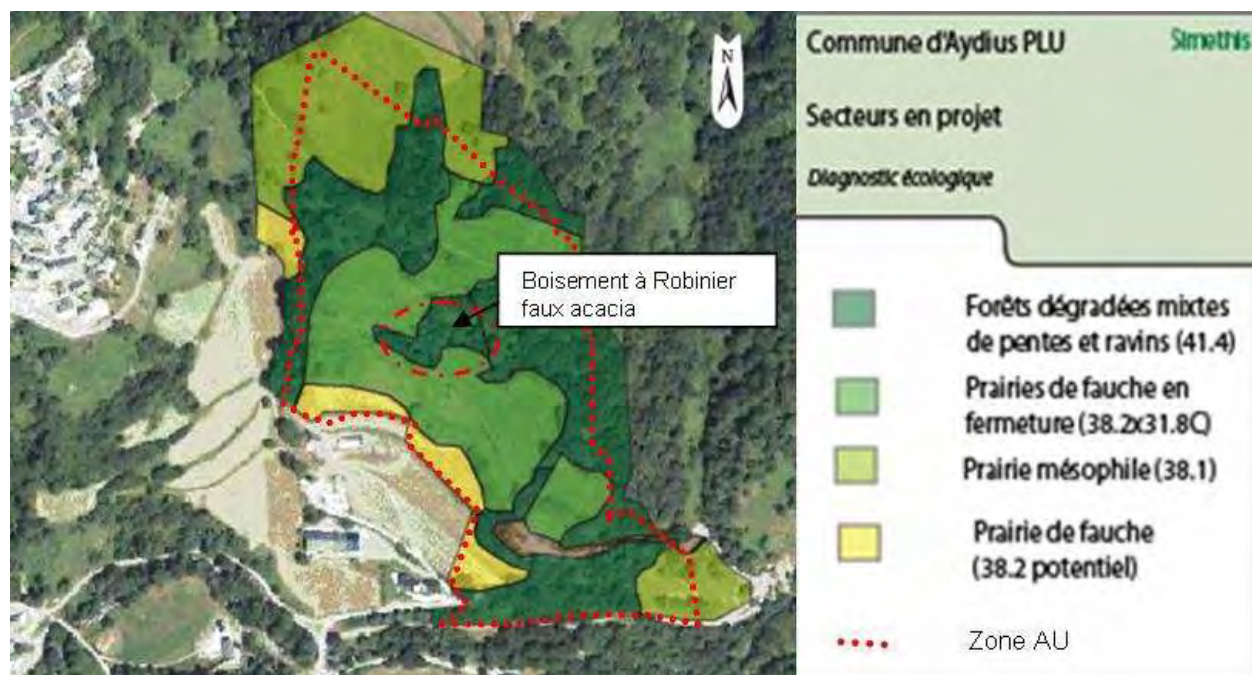 N
Boisement à Robinier
faux acacia
Commune d'Aydius PLU
Simethis
Secteurs en projet
Diagnostic écologique
Forêts dégradées mixtes
de pentes et ravins (41.4)
Prairies de fauche en
fermeture (38.2x31.8Q)
Prairie mésophile (38.1)
Prairie de fauche
(38.2 potentiel)
Zone AU